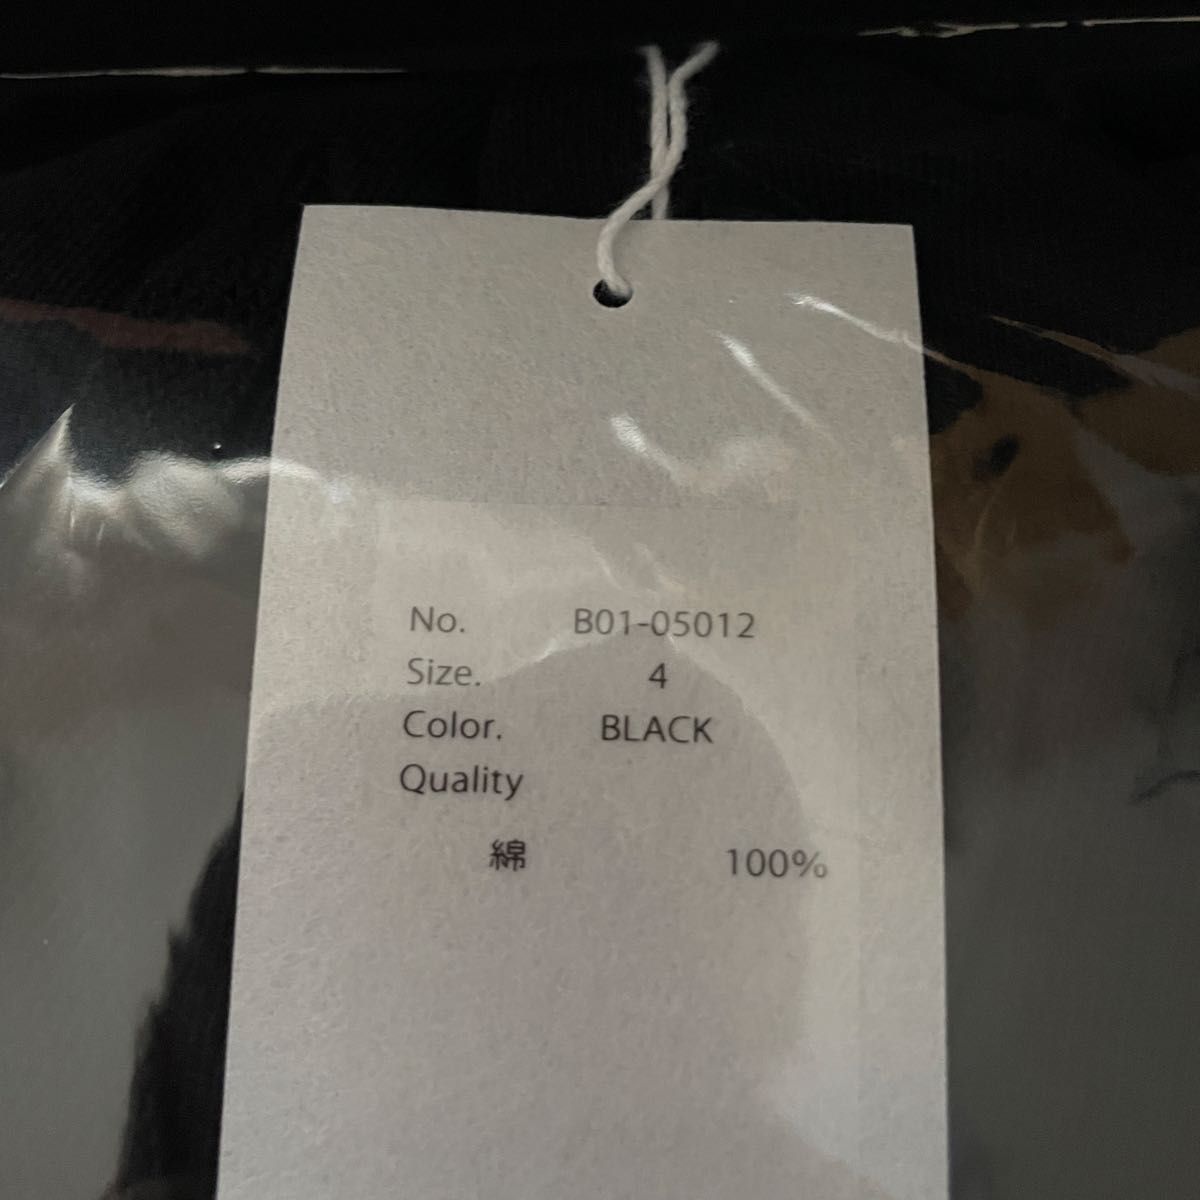 No. B01-05012
Size. 4
Color. BLACK
Quality
綿 100%